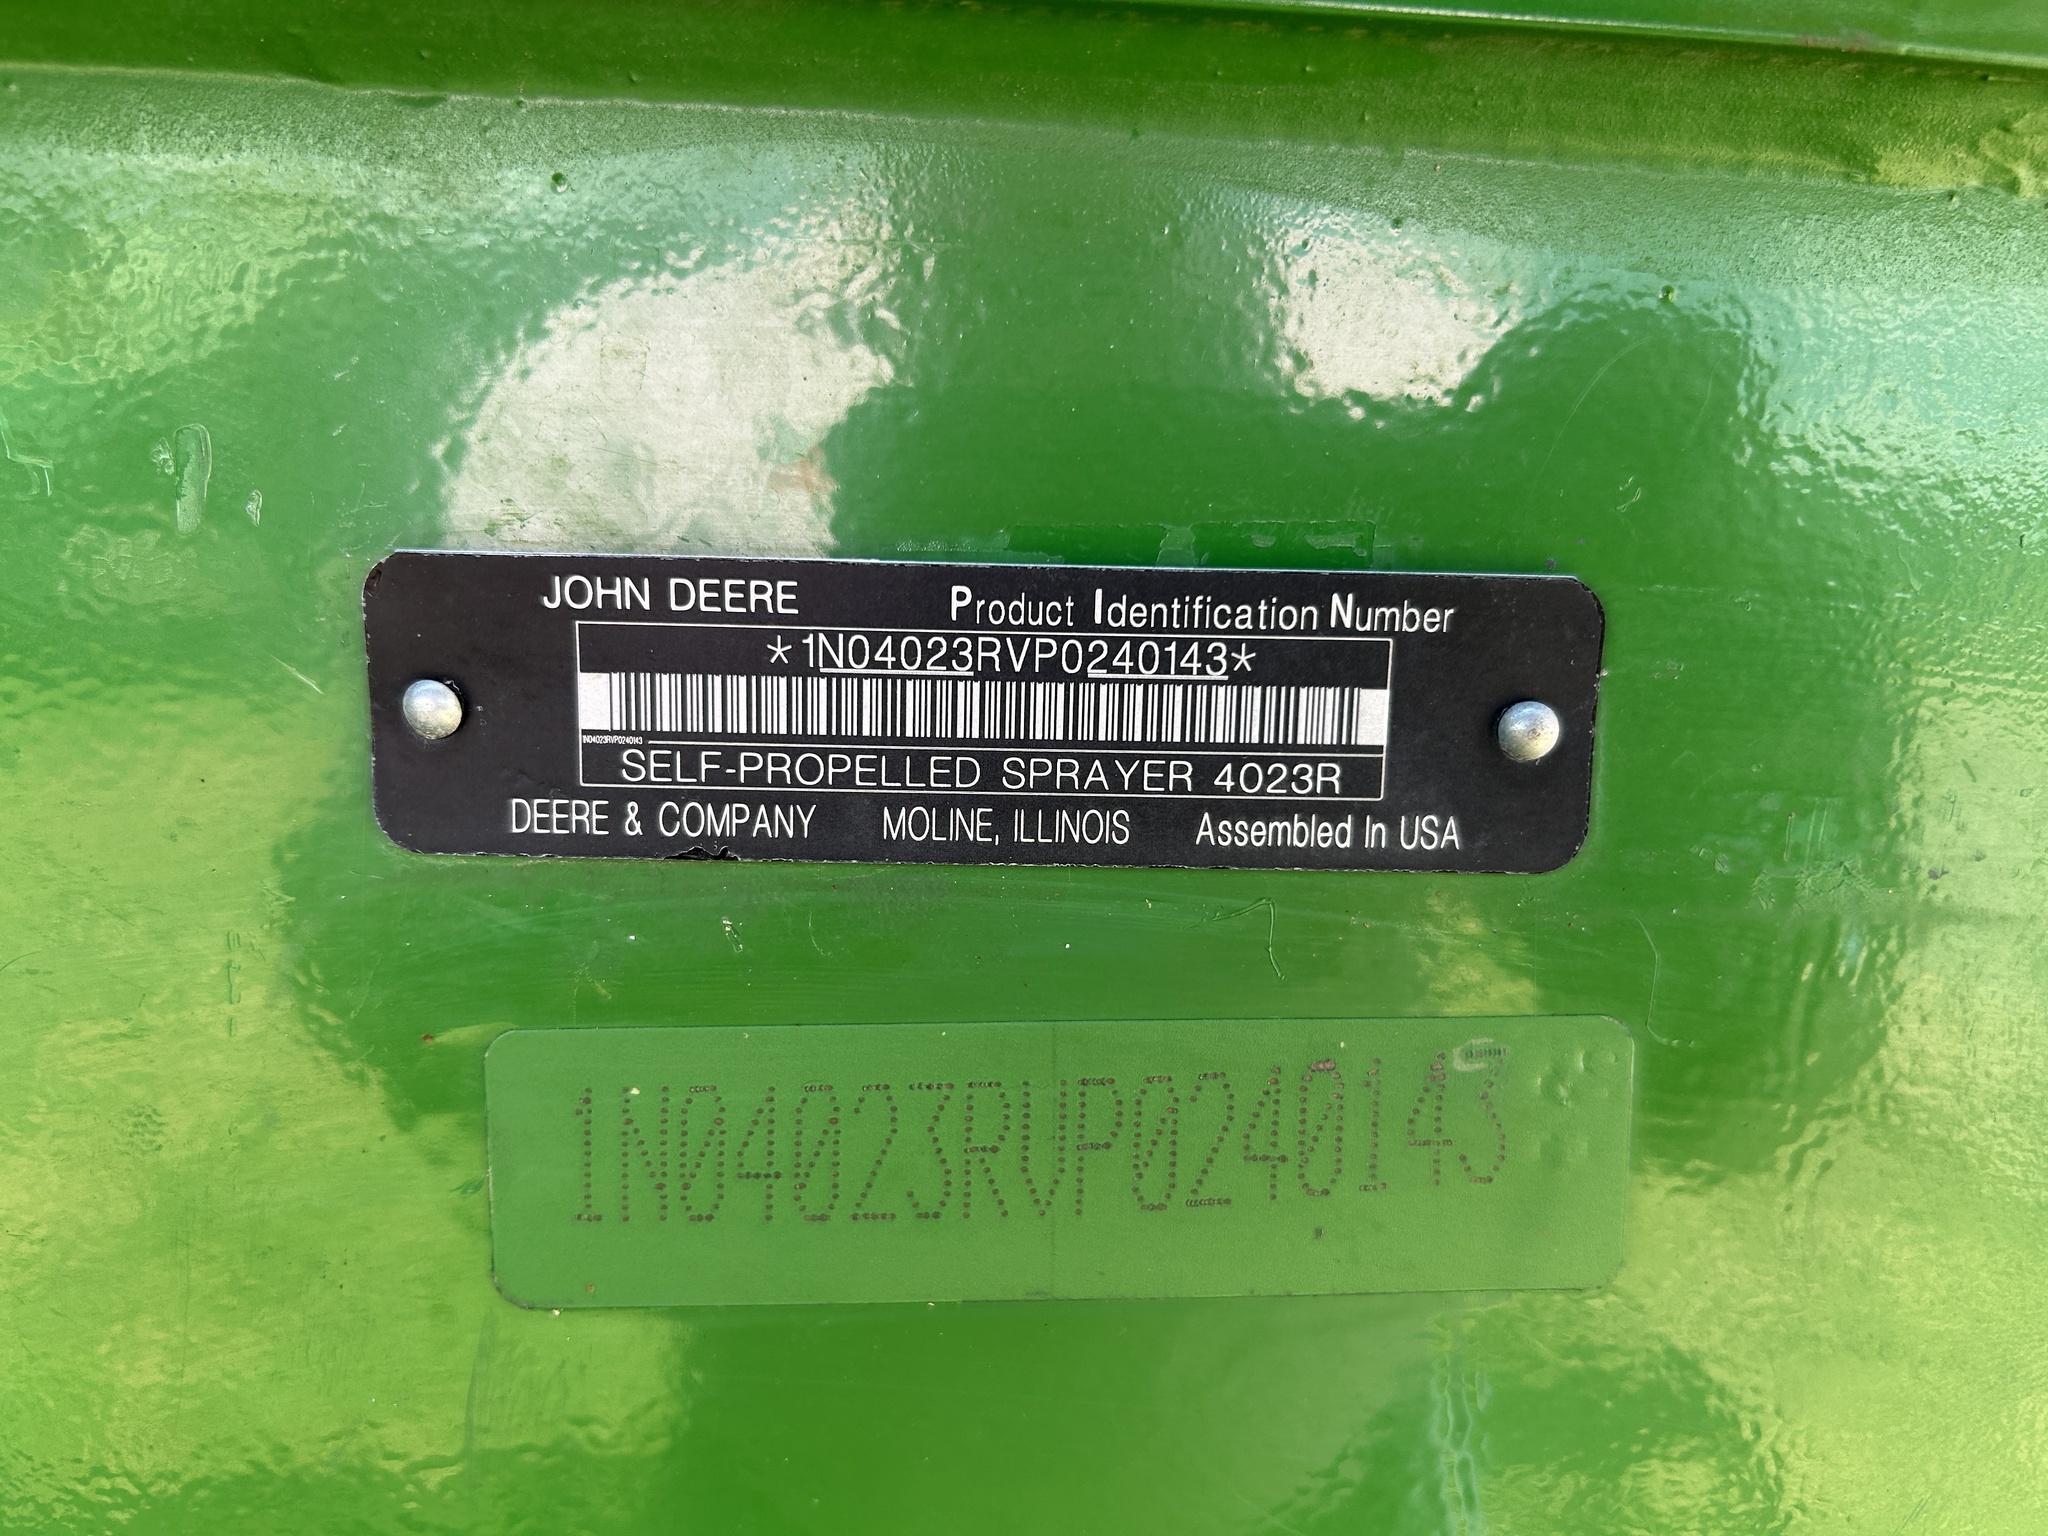 JOHN DEERE Product Identification Number
*1N04023RVP0240143*
1N04023RVP0240143
SELF-PROPELLED SPRAYER 4023R
DEERE & COMPANY MOLINE, ILLINOIS Assembled In USA
1N04023RVP0240143